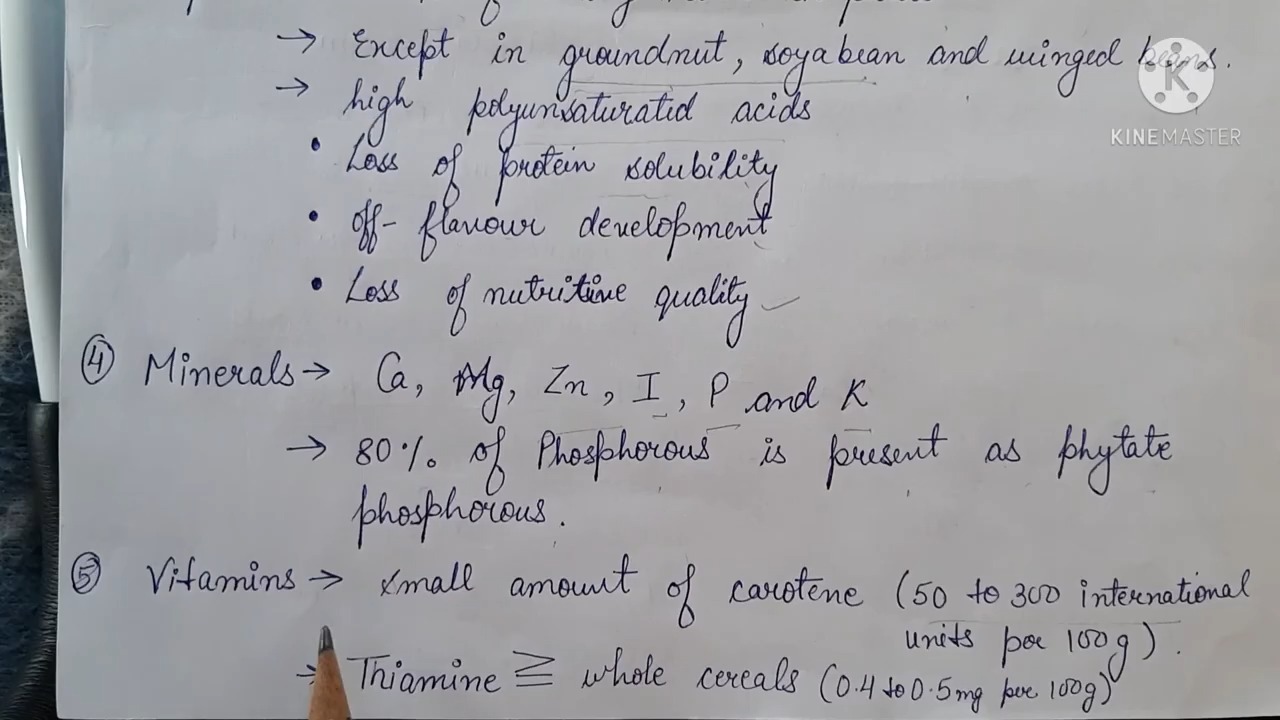 → Except in groundnut, soyabean and winged beans.
→ high polyunsaturated acids
• Loss of protein solubility
• off-flavour development
• Loss of nutritive quality
④ Minerals → Ca, Mg, Zn, I, P and K
→ 80% of Phosphorous is present as phytate
phosphorous.
⑤ Vitamins → small amount of carotene (50 to 300 international
units per 100g).
→ Thiamine ≧ whole cereals (0.4 to 0.5mg per 100g)
K
KINEMASTER